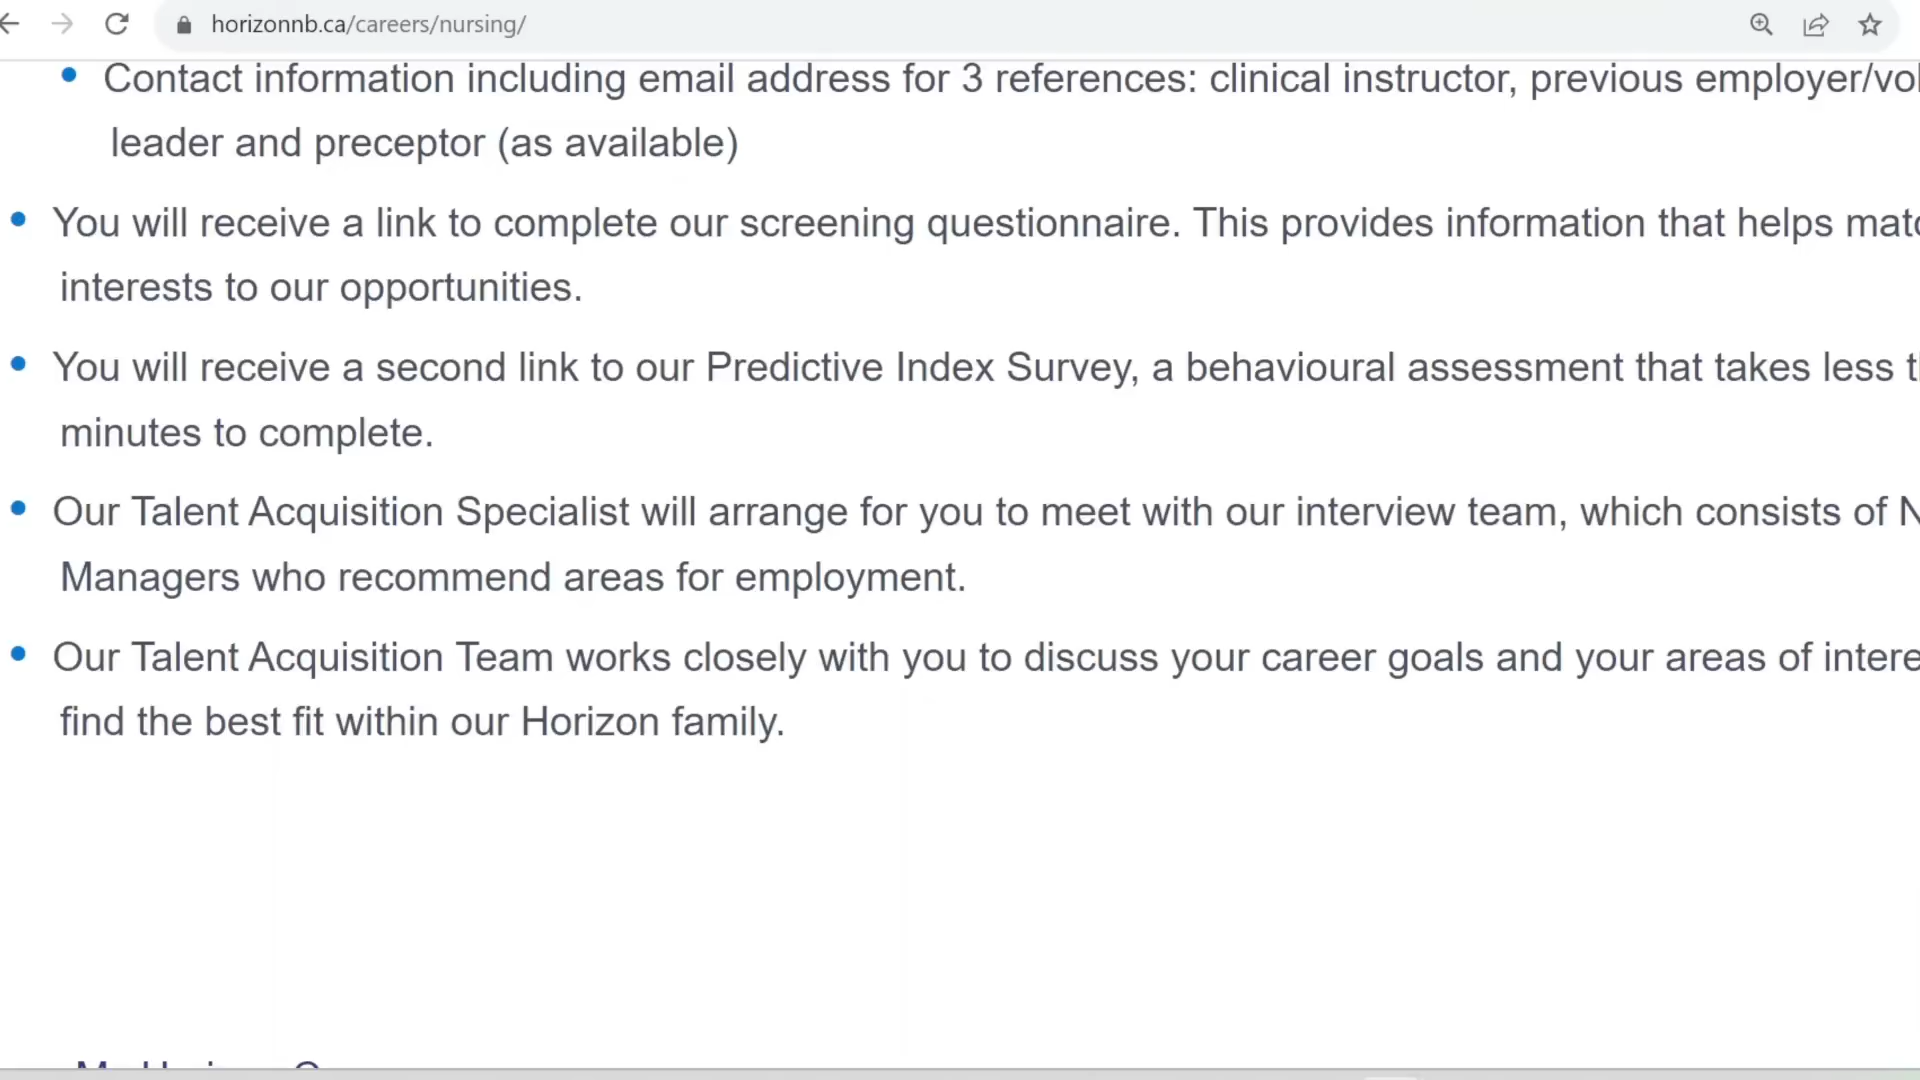 horizonnb.ca/careers/nursing/
Contact information including email address for 3 references: clinical instructor, previous employer/
leader and preceptor (as available)
You will receive a link to complete our screening questionnaire. This provides information that helps
interests to our opportunities.
You will receive a second link to our Predictive Index Survey, a behavioural assessment that takes less
minutes to complete.
Our Talent Acquisition Specialist will arrange for you to meet with our interview team, which consists of
Managers who recommend areas for employment.
Our Talent Acquisition Team works closely with you to discuss your career goals and your areas of
find the best fit within our Horizon family.